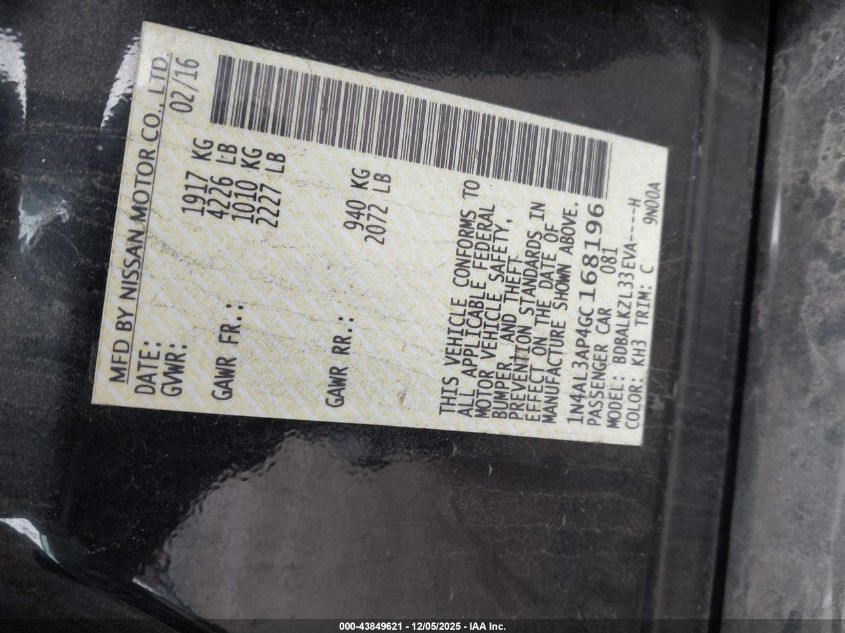 MFD BY NISSAN MOTOR CO., LTD.
DATE: 02/16
GVWR: 1917 KG
4226 LB
GAWR FR.: 1010 KG
2227 LB
GAWR RR.: 940 KG
2072 LB
THIS VEHICLE CONFORMS TO
ALL APPLICABLE FEDERAL
MOTOR VEHICLE SAFETY,
BUMPER, AND THEFT
PREVENTION STANDARDS IN
EFFECT ON THE DATE OF
MANUFACTURE SHOWN ABOVE.
1N4AL3AP4GC168196
PASSENGER CAR 081
MODEL: BDBALKZL33EVA----H
COLOR: KH3 TRIM: C 9N00A
000-43849621 - 12/05/2025 - IAA Inc.